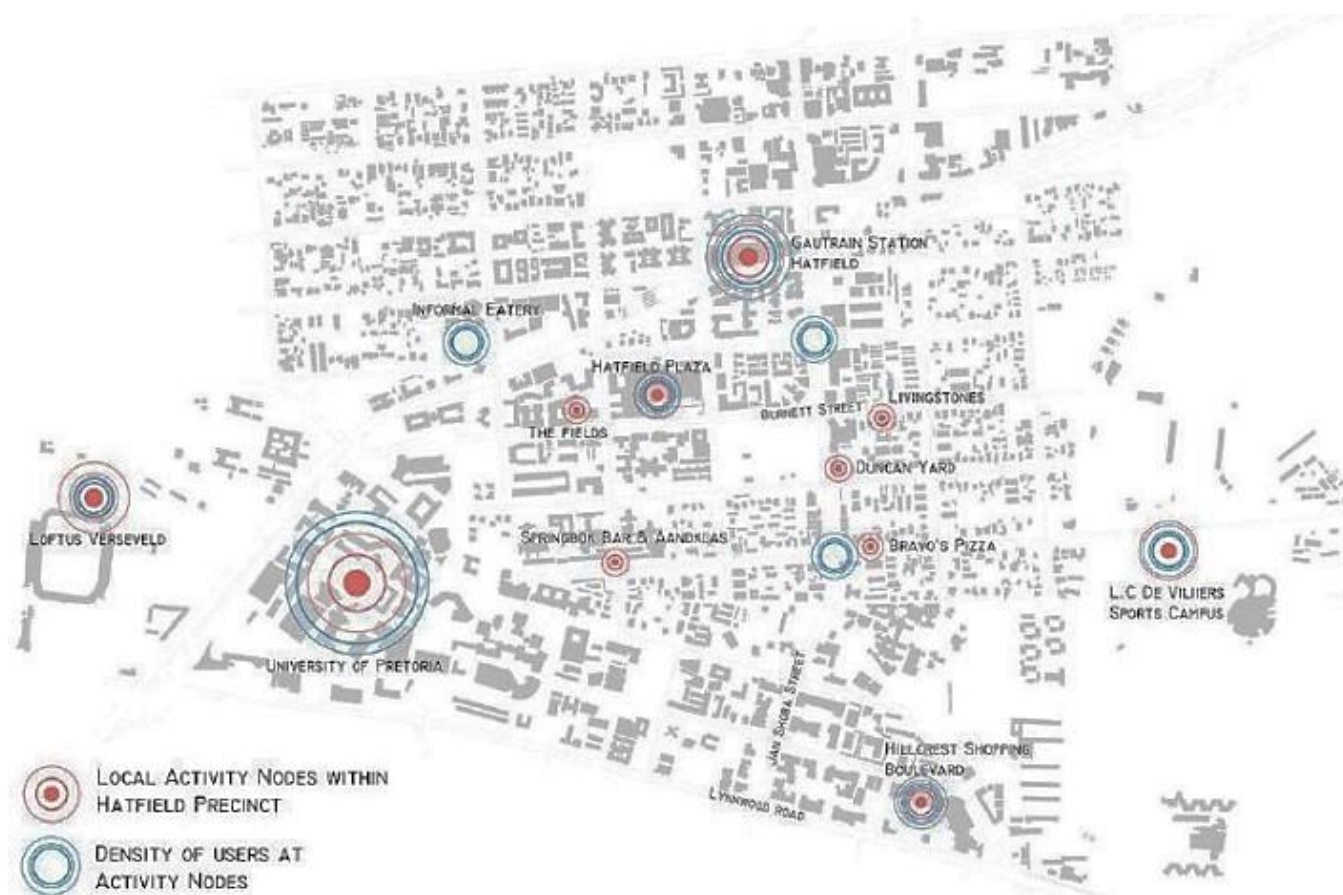 GAUTRAIN STATION
HATFIELD
INFORMAL EATERY
HATFIELD PLAZA
LIVINGSTONES
BURNETT STREET
THE FIELDS
DUNCAN YARD
LOFTUS VERSEVELD
SPRINGBOK BAR & AANDKLAS
BRAVO'S PIZZA
L.C DE VILLIERS
SPORTS CAMPUS
UNIVERSITY OF PRETORIA
JAN SHOBA STREET
HILLCREST SHOPPING
BOULEVARD
LYNNWOOD ROAD
LOCAL ACTIVITY NODES WITHIN
HATFIELD PRECINCT
DENSITY OF USERS AT
ACTIVITY NODES